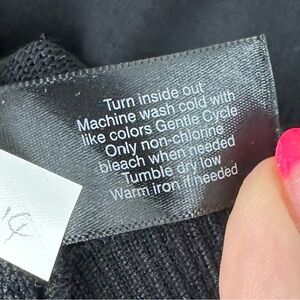 Turn inside out
Machine wash cold with
like colors Gentle Cycle
Only non-chlorine
bleach when needed
Tumble dry low
Warm iron if needed